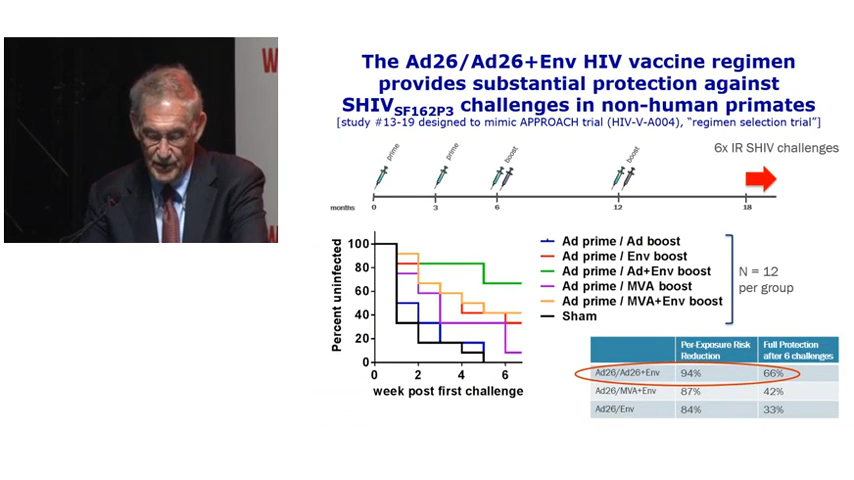 W
The Ad26/Ad26+Env HIV vaccine regimen
provides substantial protection against
SHIVSF162P3 challenges in non-human primates
[study #13-19 designed to mimic APPROACH trial (HIV-V-A004), "regimen selection trial"]
6x IR SHIV challenges
prime
prime
boost
boost
months
0
3
6
12
18
Percent uninfected
100
80
60
40
20
0
0
2
4
6
week post first challenge
Ad prime / Ad boost
Ad prime / Env boost
Ad prime / Ad+Env boost
Ad prime / MVA boost
Ad prime / MVA+Env boost
Sham
N = 12
per group
Per-Exposure Risk Reduction
Full Protection after 6 challenges
Ad26/Ad26+Env 94% 66%
Ad26/MVA+Env 87% 42%
Ad26/Env 84% 33%